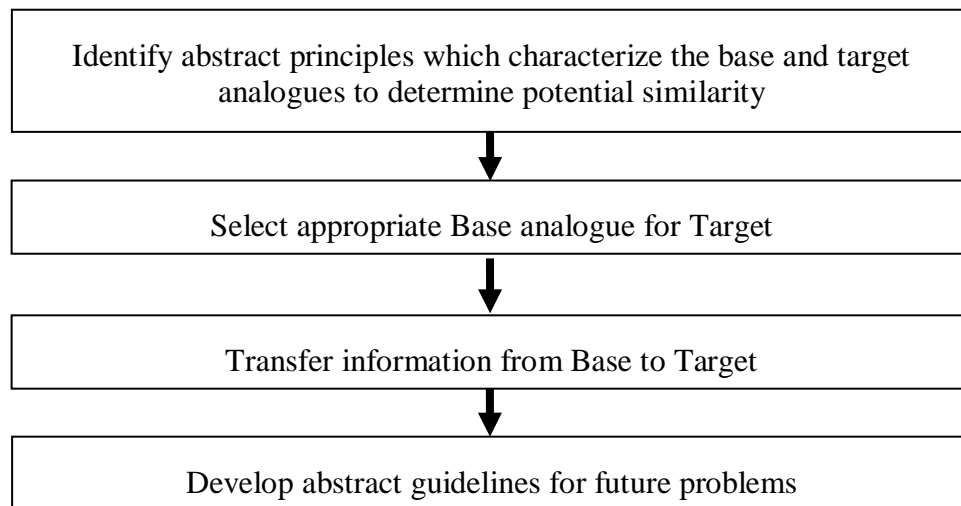 Identify abstract principles which characterize the base and target
analogues to determine potential similarity
Select appropriate Base analogue for Target
Transfer information from Base to Target
Develop abstract guidelines for future problems